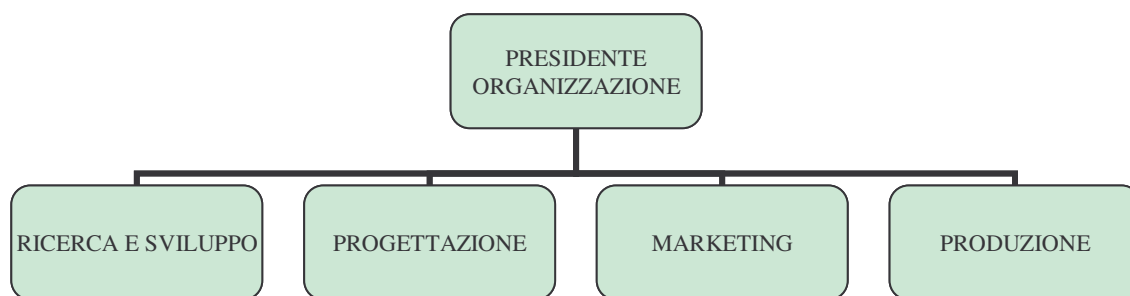 PRESIDENTE
ORGANIZZAZIONE
RICERCA E SVILUPPO
PROGETTAZIONE
MARKETING
PRODUZIONE